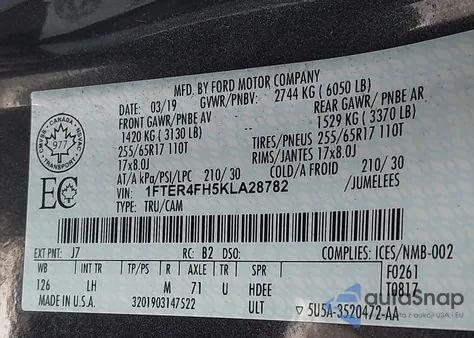 MFD. BY FORD MOTOR COMPANY
DATE: 03/19 GVWR/PNBV: 2744 KG ( 6050 LB)
FRONT GAWR/ PNBE AV REAR GAWR/ PNBE AR
1420 KG ( 3130 LB) 1529 KG ( 3370 LB)
255/65R17 110T TIRES/PNEUS/ 255/65R17 110T
17x8.0J RIMS/JANTES 17x8.0J
AT/A kPa/PSI/LPC 210/ 30 210/ 30
VIN: 1FTER4FH5KLA28782 /JUMELEES
TYPE: TRU/CAM
CANADA
977
EC
EXT PNT: J7 RC: B2 DSO: COMPLIES: ICES/NMB-002
WB INT TR TP/PS R AXLE TR SPR F0261
126 LH M 71 U HDEE T0817
MADE IN U.S.A. 3201903147522 ULT ▽ 5U5A-3520472-AA
autoSnap